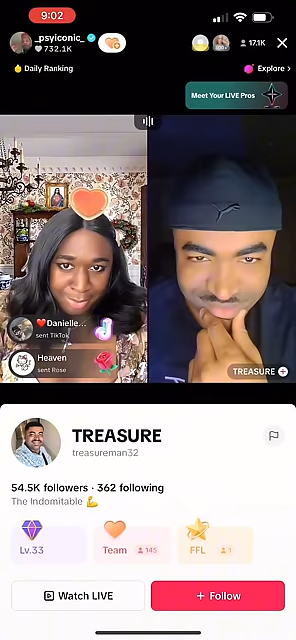 9:02
_psyiconic_
732.1K
17.1K
Daily Ranking
Explore >
Meet Your LIVE Pros
❤️Danielle...
sent TikTok
Heaven
sent Rose
TREASURE +
TREASURE
treasureman32
54.5K followers · 362 following
The Indomitable 💪
Lv.33
Team 145
FFL 1
Watch LIVE
+ Follow